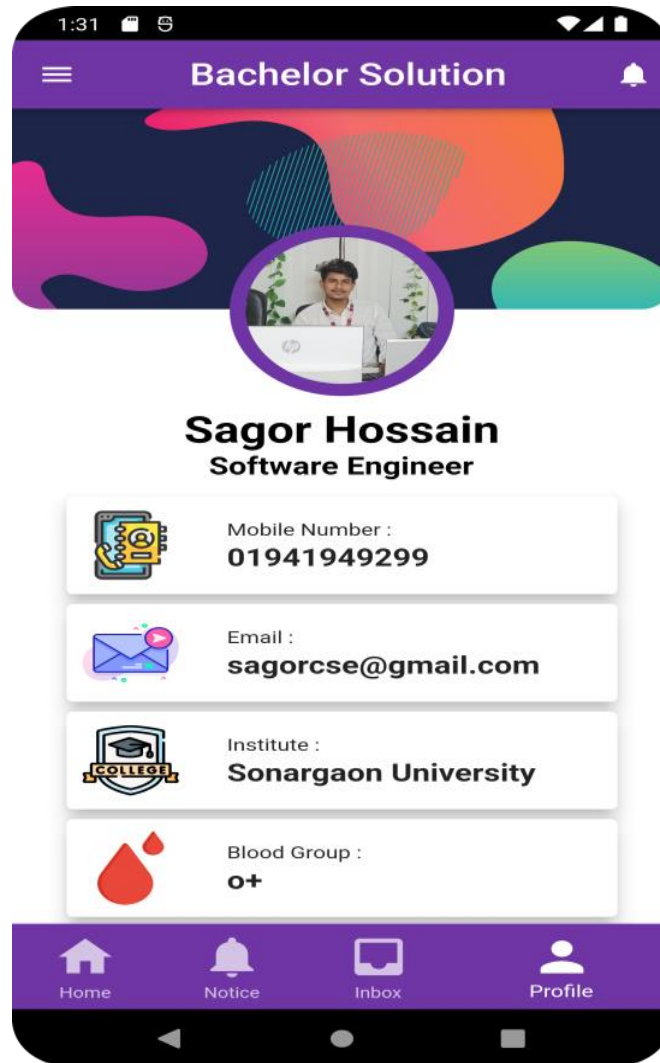 1:31
Bachelor Solution
hp
Sagor Hossain
Software Engineer
Mobile Number :
01941949299
Email :
sagorcse@gmail.com
COLLEGE
Institute :
Sonargaon University
Blood Group :
o+
Home Notice Inbox Profile